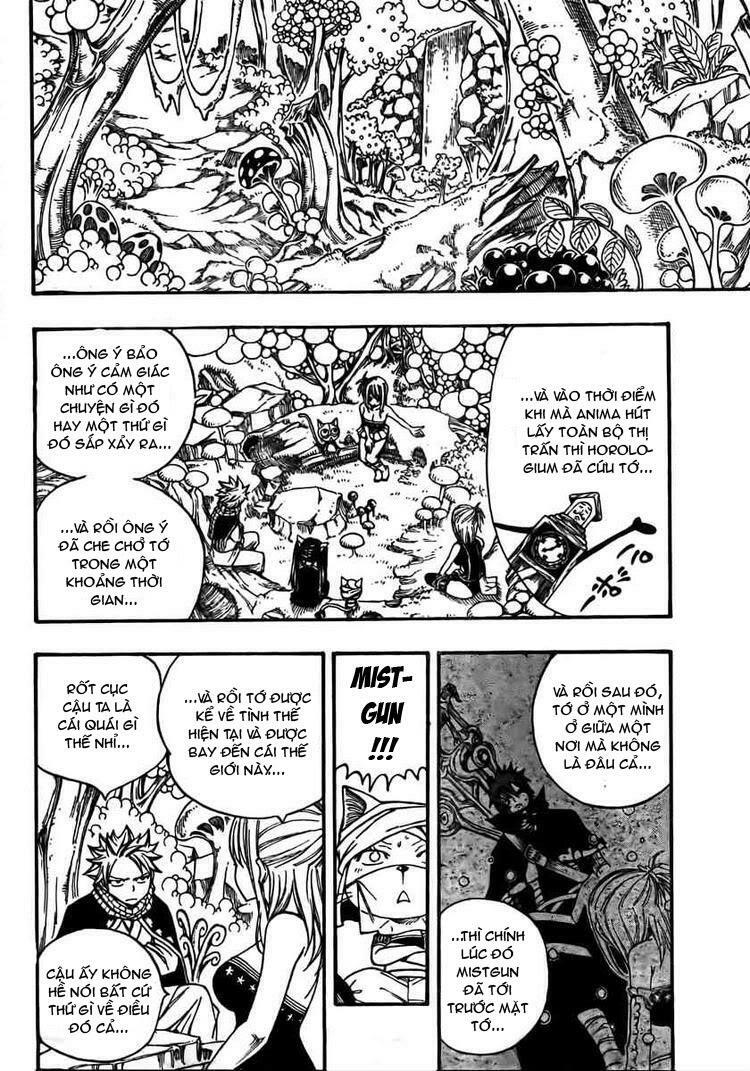 ...VÀ VÀO THỜI ĐIỂM
KHI MÀ ANIMA HÚT
LẤY TOÀN BỘ THỊ
TRẤN THÌ HOROLO-
GIUM ĐÃ CỨU TỚ...
...ÔNG Ý BẢO
ÔNG Ý CẢM GIÁC
NHƯ CÓ MỘT
CHUYỆN GÌ ĐÓ
HAY MỘT THỨ GÌ
ĐÓ SẮP XẢY RA...
...VÀ RỒI ÔNG Ý
ĐÃ CHE CHỞ TỚ
TRONG MỘT
KHOẢNG THỜI
GIAN...
VÀ RỒI SAU ĐÓ,
TỚ Ở MỘT MÌNH
Ở GIỮA MỘT
NƠI MÀ KHÔNG
LÀ ĐÂU CẢ...
...THÌ CHÍNH
LÚC ĐÓ
MISTGUN
ĐÃ TỚI
TRƯỚC MẶT
TỚ...
MIST-
GUN
!!!
...VÀ RỒI TỚ ĐƯỢC
KỂ VỀ TÌNH THẾ
HIỆN TẠI VÀ ĐƯỢC
BAY ĐẾN CÁI THẾ
GIỚI NÀY...
RỐT CỤC
CẬU TA LÀ
CÁI QUÁI GÌ
THẾ NHỈ...
CẬU ẤY KHÔNG
HỀ NÓI BẤT CỨ
THỨ GÌ VỀ ĐIỀU
ĐÓ CẢ...